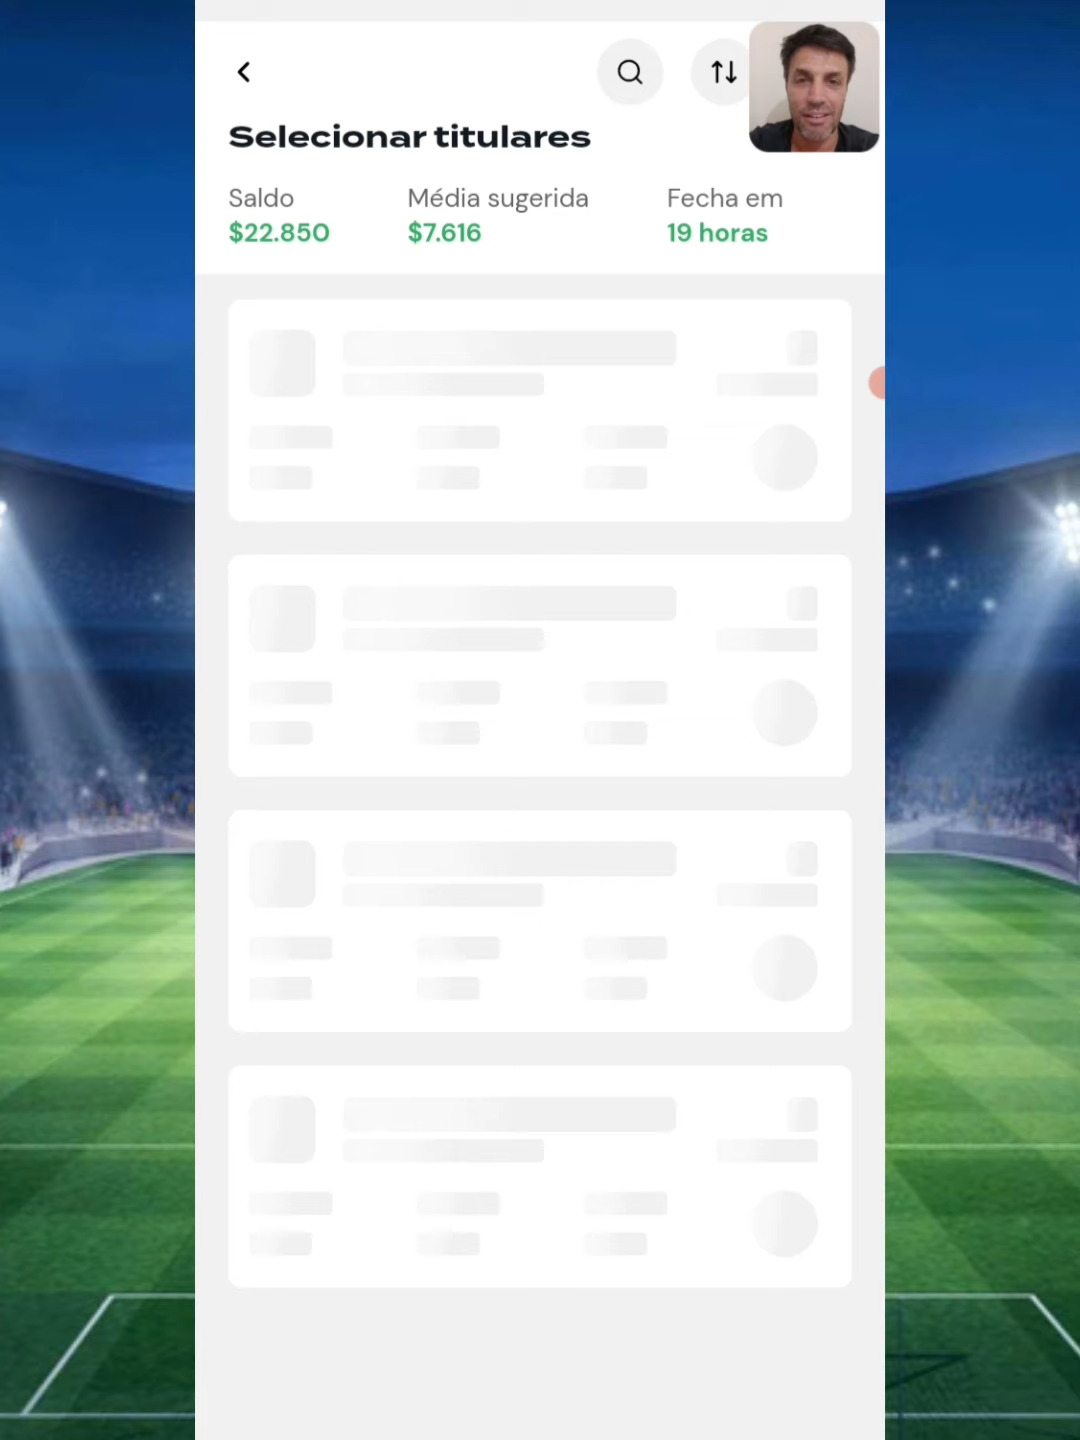 Selecionar titulares
Saldo Média sugerida Fecha em
$22.850 $7.616 19 horas